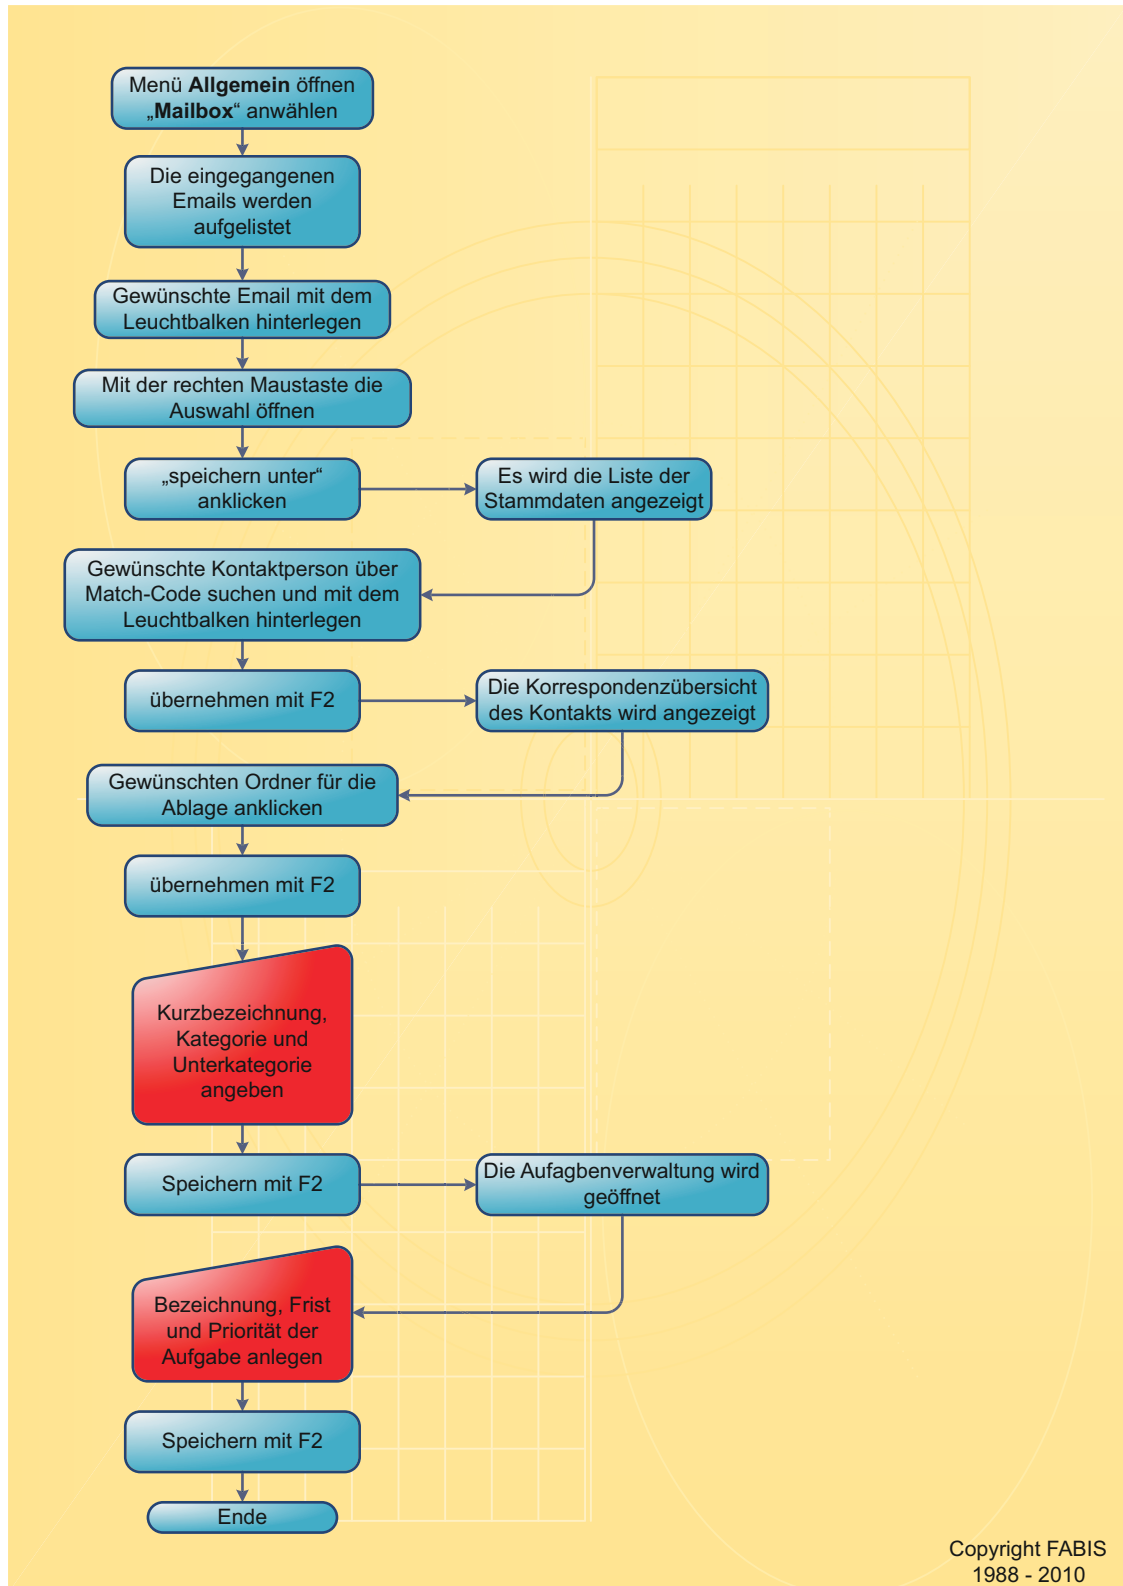 Menü Allgemein öffnen
„Mailbox“ anwählen
Die eingegangenen
Emails werden
aufgelistet
Gewünschte Email mit dem
Leuchtbalken hinterlegen
Mit der rechten Maustaste die
Auswahl öffnen
„speichern unter“
anklicken
Es wird die Liste der
Stammdaten angezeigt
Gewünschte Kontaktperson über
Match-Code suchen und mit dem
Leuchtbalken hinterlegen
übernehmen mit F2
Die Korrespondenzübersicht
des Kontakts wird angezeigt
Gewünschten Ordner für die
Ablage anklicken
übernehmen mit F2
Kurzbezeichnung,
Kategorie und
Unterkategorie
angeben
Speichern mit F2
Die Aufagbenverwaltung wird
geöffnet
Bezeichnung, Frist
und Priorität der
Aufgabe anlegen
Speichern mit F2
Ende
Copyright FABIS
1988 - 2010